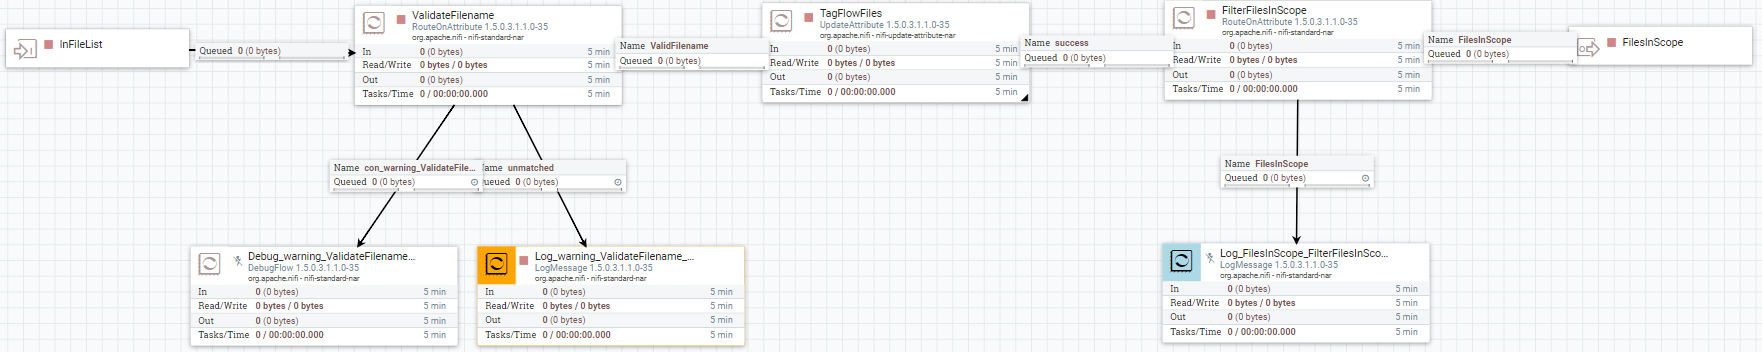 InFileList
Queued 0 (0 bytes)
ValidateFilename
RouteOnAttribute 1.5.0.3.1.1.0-35
org.apache.nifi - nifi-standard-nar
In 0 (0 bytes) 5 min
Read/Write 0 bytes / 0 bytes 5 min
Out 0 (0 bytes) 5 min
Tasks/Time 0 / 00:00:00.000 5 min
Name ValidFilename
Queued 0 (0 bytes)
TagFlowFiles
UpdateAttribute 1.5.0.3.1.1.0-35
org.apache.nifi - nifi-update-attribute-nar
In 0 (0 bytes) 5 min
Read/Write 0 bytes / 0 bytes 5 min
Out 0 (0 bytes) 5 min
Tasks/Time 0 / 00:00:00.000 5 min
Name success
Queued 0 (0 bytes)
FilterFilesInScope
RouteOnAttribute 1.5.0.3.1.1.0-35
org.apache.nifi - nifi-standard-nar
In 0 (0 bytes) 5 min
Read/Write 0 bytes / 0 bytes 5 min
Out 0 (0 bytes) 5 min
Tasks/Time 0 / 00:00:00.000 5 min
Name FilesInScope
Queued 0 (0 bytes)
FilesInScope
Name con_warning_ValidateFile...
Queued 0 (0 bytes)
Name unmatched
Queued 0 (0 bytes)
Name FilesInScope
Queued 0 (0 bytes)
Debug_warning_ValidateFilename...
DebugFlow 1.5.0.3.1.1.0-35
org.apache.nifi - nifi-standard-nar
In 0 (0 bytes) 5 min
Read/Write 0 bytes / 0 bytes 5 min
Out 0 (0 bytes) 5 min
Tasks/Time 0 / 00:00:00.000 5 min
Log_warning_ValidateFilename_...
LogMessage 1.5.0.3.1.1.0-35
org.apache.nifi - nifi-standard-nar
In 0 (0 bytes) 5 min
Read/Write 0 bytes / 0 bytes 5 min
Out 0 (0 bytes) 5 min
Tasks/Time 0 / 00:00:00.000 5 min
Log_FilesInScope_FilterFilesInSco...
LogMessage 1.5.0.3.1.1.0-35
org.apache.nifi - nifi-standard-nar
In 0 (0 bytes) 5 min
Read/Write 0 bytes / 0 bytes 5 min
Out 0 (0 bytes) 5 min
Tasks/Time 0 / 00:00:00.000 5 min